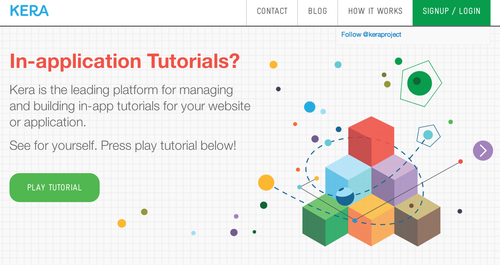 KERA
CONTACT
BLOG
HOW IT WORKS
SIGNUP / LOGIN
Follow @keraproject
In-application Tutorials?
Kera is the leading platform for managing
and building in-app tutorials for your website
or application.
See for yourself. Press play tutorial below!
PLAY TUTORIAL